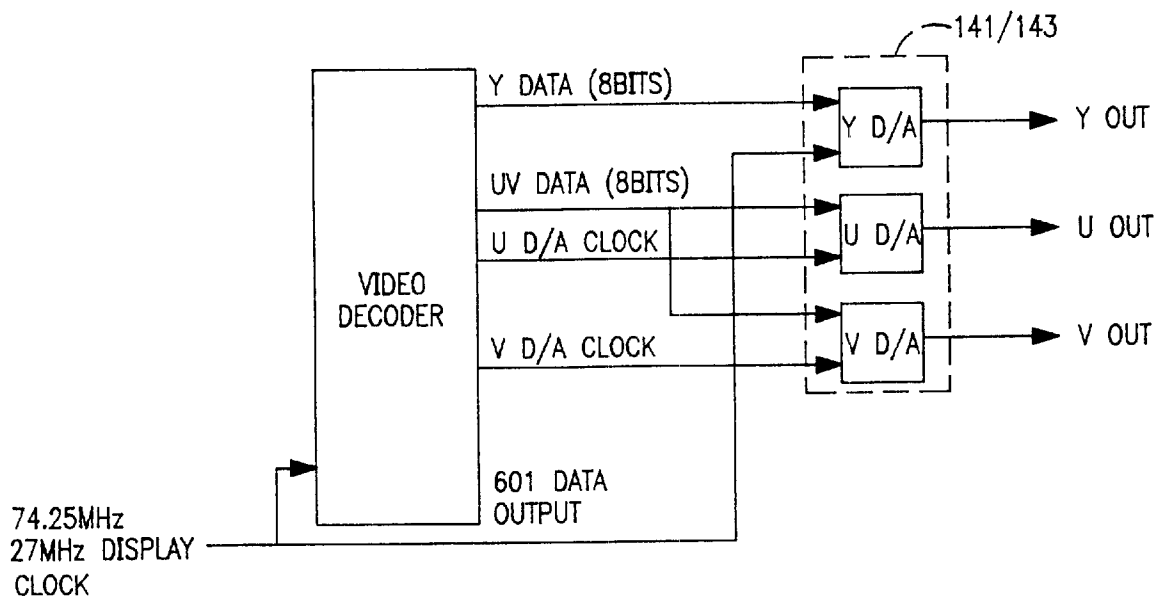 141/143
Y DATA (8BITS)
Y D/A
Y OUT
UV DATA (8BITS)
U D/A
U OUT
U D/A CLOCK
VIDEO
DECODER
V D/A CLOCK
V D/A
V OUT
601 DATA
OUTPUT
74.25MHz
27MHz DISPLAY
CLOCK